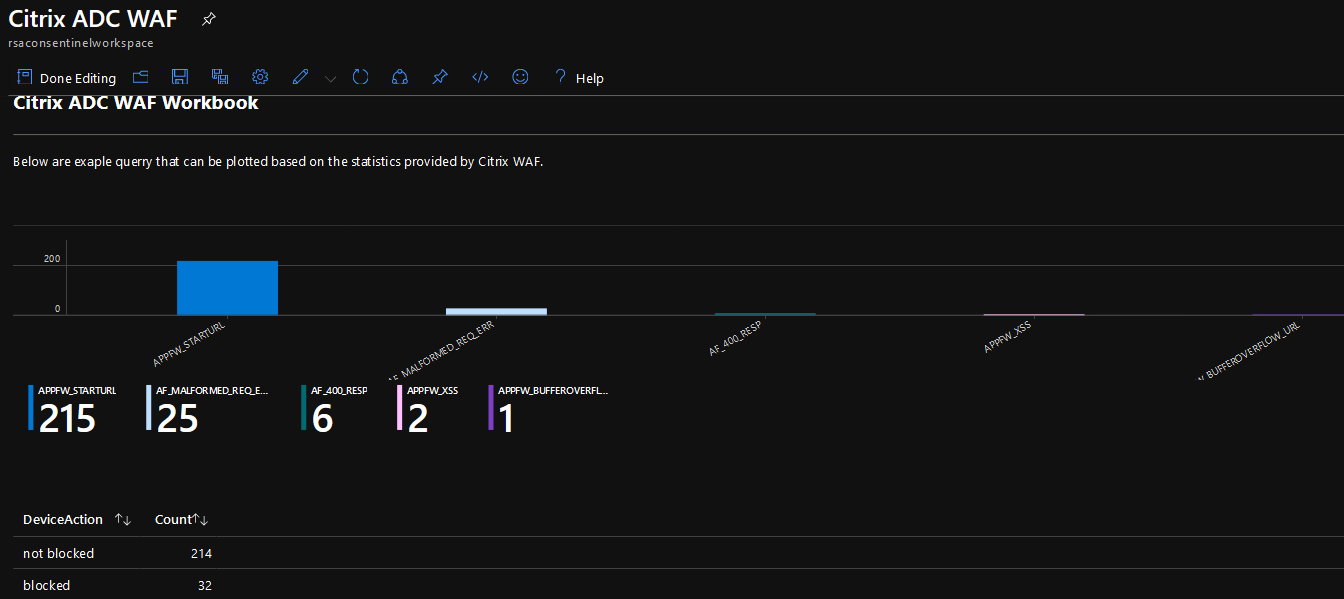 Citrix ADC WAF
rsaconsentinelworkspace
Done Editing
? Help
Citrix ADC WAF Workbook
Below are exaple querry that can be plotted based on the statistics provided by Citrix WAF.
200
0
APPFW_STARTURL
AF_MALFORMED_REQ_ERR
AF_400_RESP
APPFW_XSS
W_BUFFEROVERFLOW_URL
APPFW_STARTURL AF_MALFORMED_REQ_E... AF_400_RESP APPFW_XSS APPFW_BUFFEROVERFL...
215 25 6 2 1
DeviceAction ↑↓ Count↑↓
not blocked 214
blocked 32